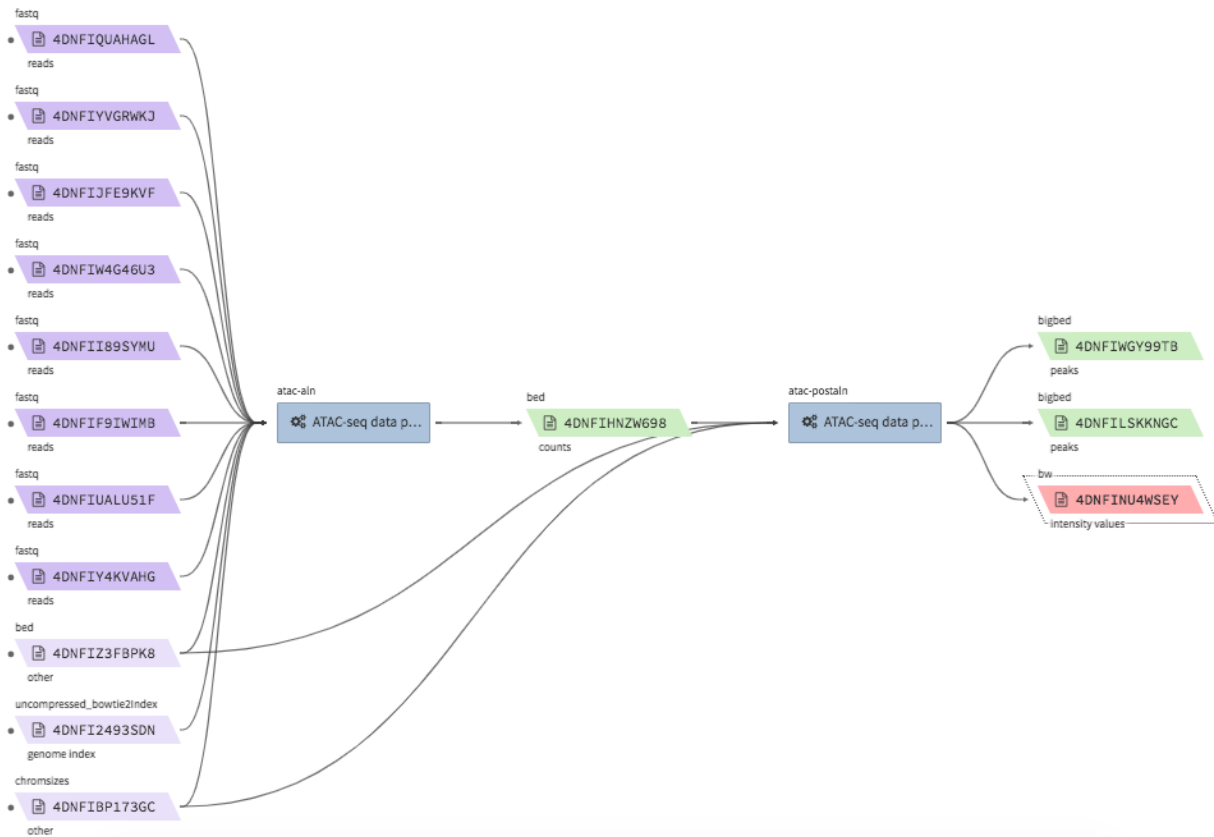 fastq
4DNFIQUAHAGL
reads
fastq
4DNFIYVGRWKJ
reads
fastq
4DNFIJFE9KVF
reads
fastq
4DNFIW4G46U3
reads
fastq
4DNFII89SYMU
reads
fastq
4DNFIF9IWIMB
reads
fastq
4DNFIUALU51F
reads
fastq
4DNFIY4KVAHG
reads
bed
4DNFIZ3FBPK8
other
uncompressed_bowtie2Index
4DNFI2493SDN
genome index
chromsizes
4DNFIBP173GC
other
atac-aln
ATAC-seq data p...
bed
4DNFIHNZW698
counts
atac-postaln
ATAC-seq data p...
bigbed
4DNFIWGY99TB
peaks
bigbed
4DNFILSKKNGC
peaks
bw
4DNFINU4WSEY
intensity values